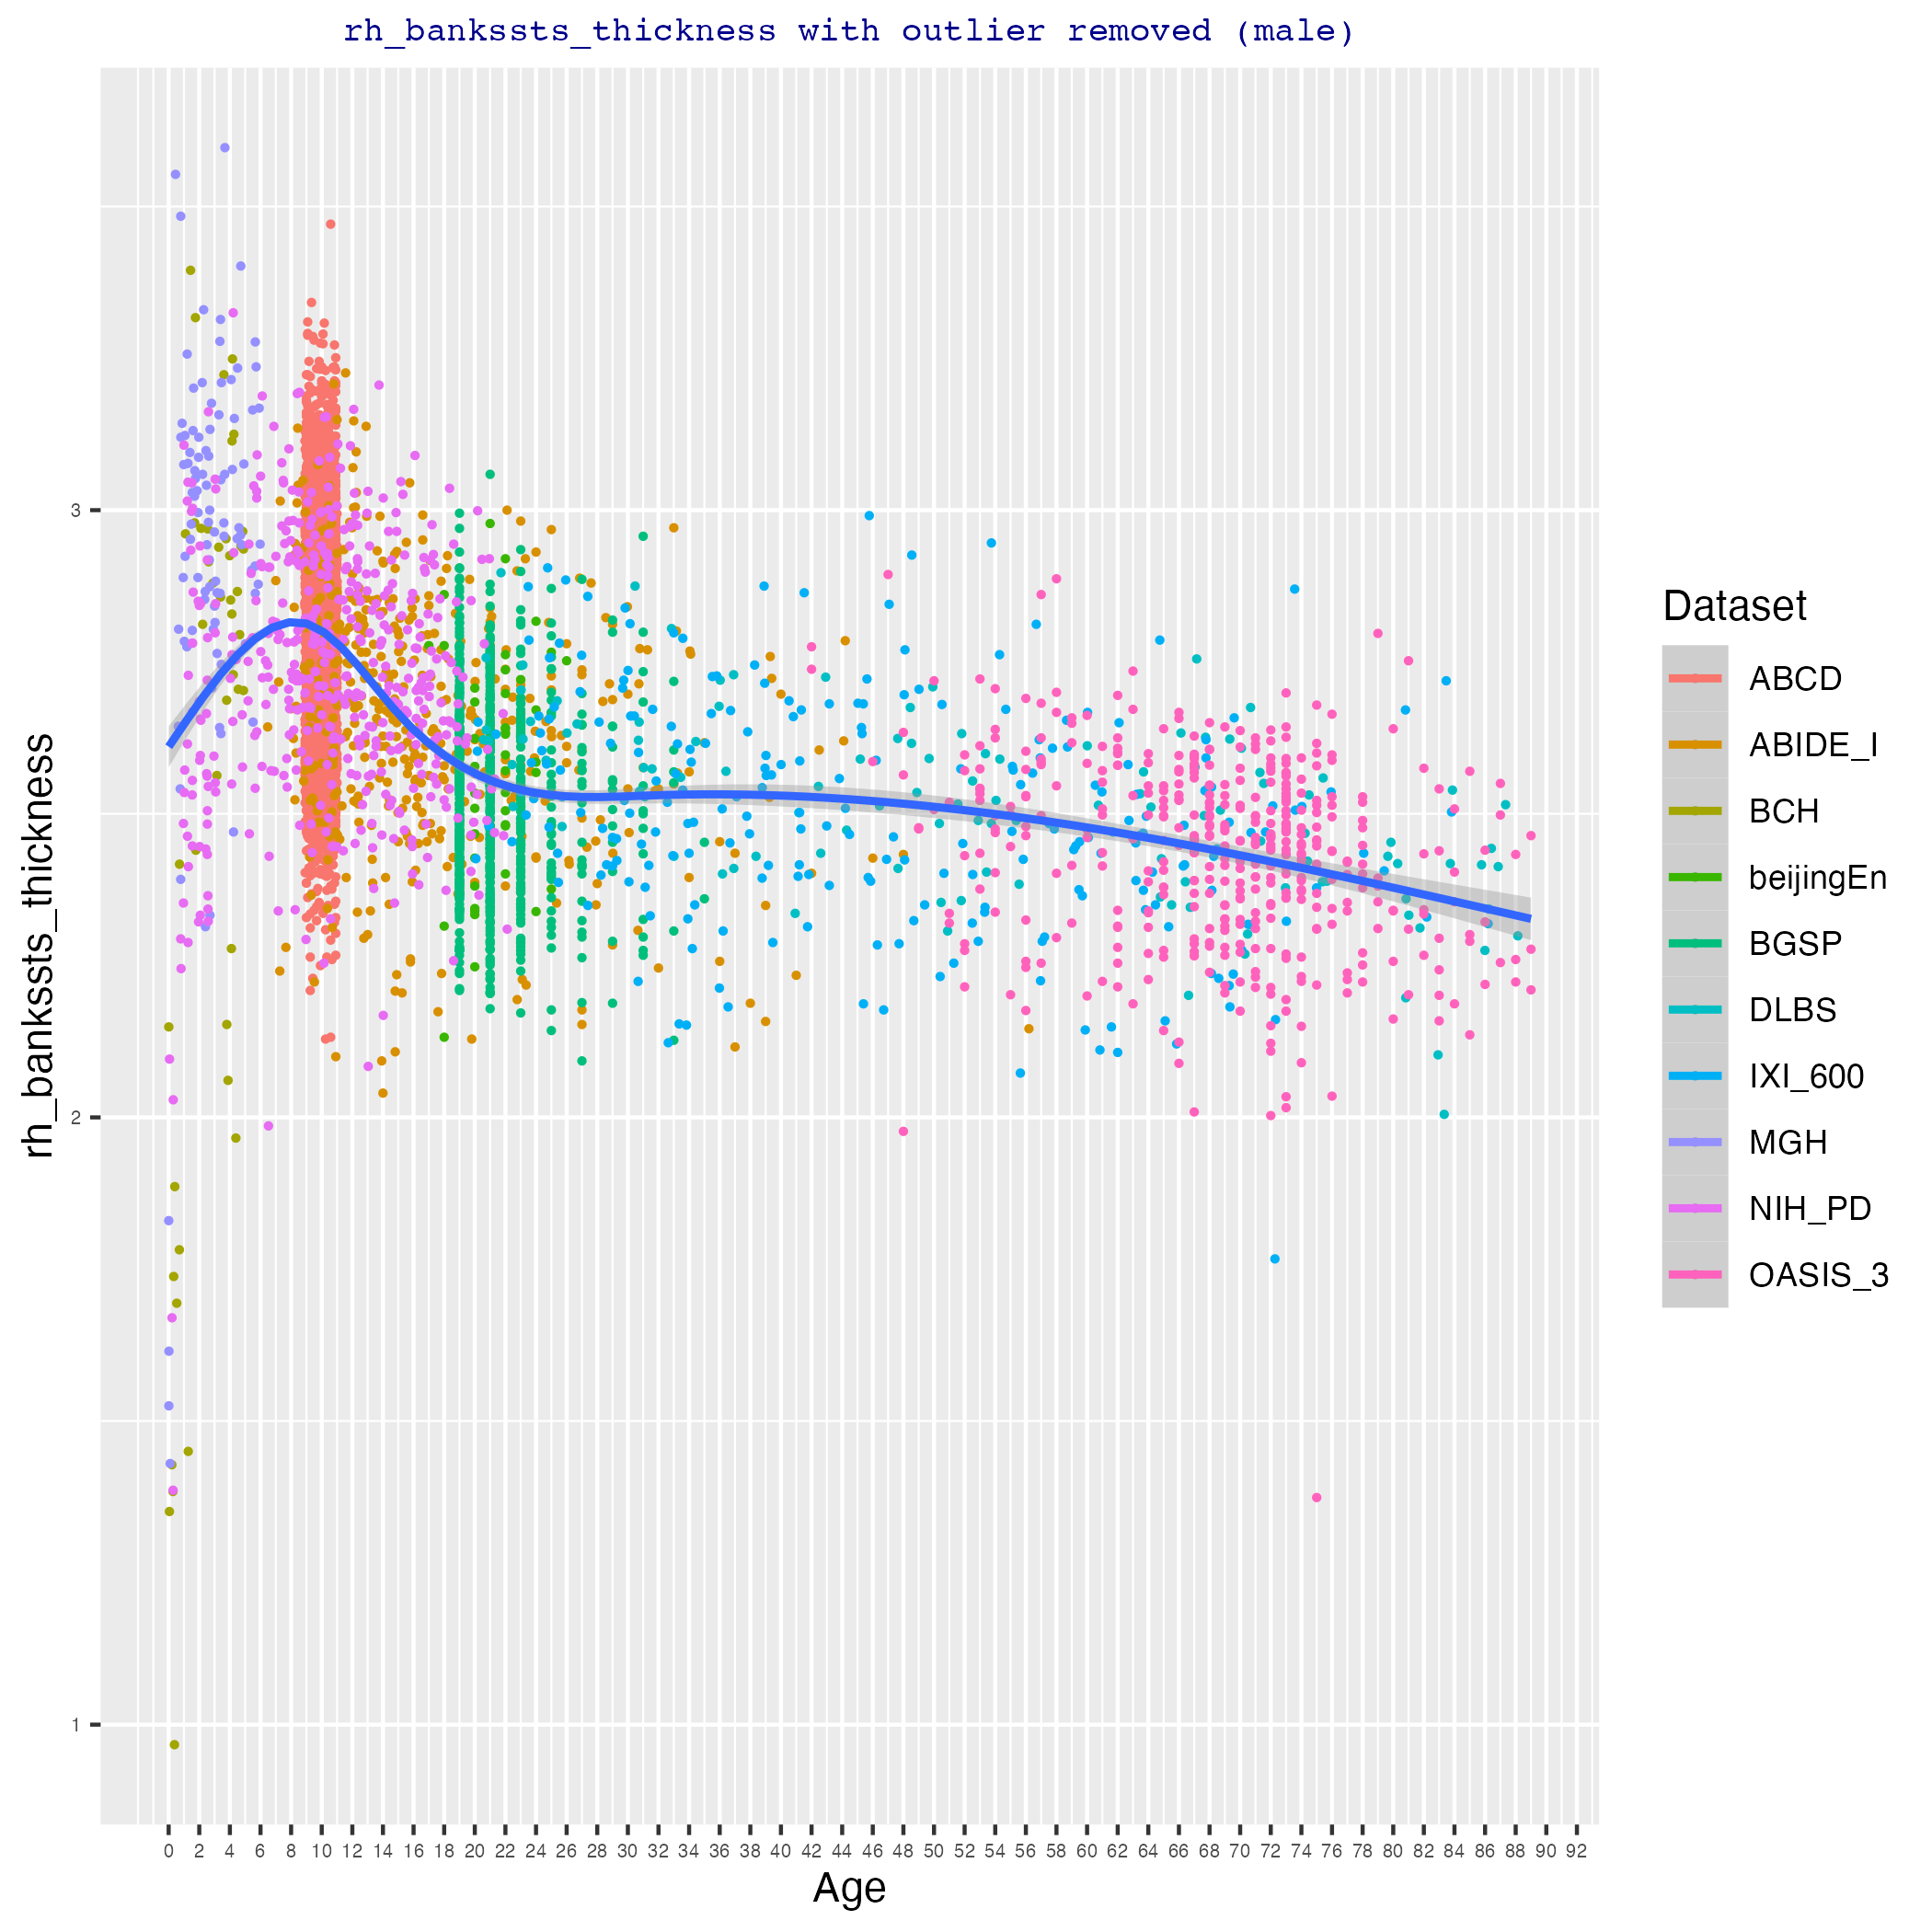 rh_bankssts_thickness with outlier removed (male)
rh_bankssts_thickness
3
2
1
0 2 4 6 8 10 12 14 16 18 20 22 24 26 28 30 32 34 36 38 40 42 44 46 48 50 52 54 56 58 60 62 64 66 68 70 72 74 76 78 80 82 84 86 88 90 92
Age
Dataset
ABCD
ABIDE_I
BCH
beijingEn
BGSP
DLBS
IXI_600
MGH
NIH_PD
OASIS_3